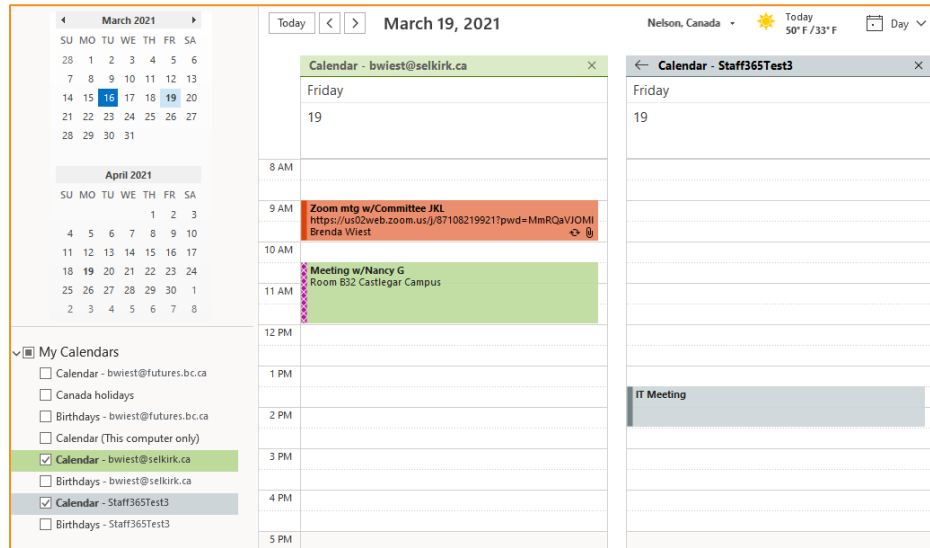 March 2021
SU MO TU WE TH FR SA
28 1 2 3 4 5 6
7 8 9 10 11 12 13
14 15 16 17 18 19 20
21 22 23 24 25 26 27
28 29 30 31
April 2021
SU MO TU WE TH FR SA
1 2 3
4 5 6 7 8 9 10
11 12 13 14 15 16 17
18 19 20 21 22 23 24
25 26 27 28 29 30 1
2 3 4 5 6 7 8
My Calendars
Calendar - bwiest@futures.bc.ca
Canada holidays
Birthdays - bwiest@futures.bc.ca
Calendar (This computer only)
Calendar - bwiest@selkirk.ca
Birthdays - bwiest@selkirk.ca
Calendar - Staff365Test3
Birthdays - Staff365Test3
Today
March 19, 2021
Nelson, Canada
Today
50° F / 33° F
Day
Calendar - bwiest@selkirk.ca
Friday
19
Calendar - Staff365Test3
Friday
19
8 AM
9 AM
Zoom mtg w/Committee JKL
https://us02web.zoom.us/j/87108219921?pwd=MmRQaVJOMI
Brenda Wiest
10 AM
Meeting w/Nancy G
Room B32 Castlegar Campus
11 AM
12 PM
1 PM
IT Meeting
2 PM
3 PM
4 PM
5 PM